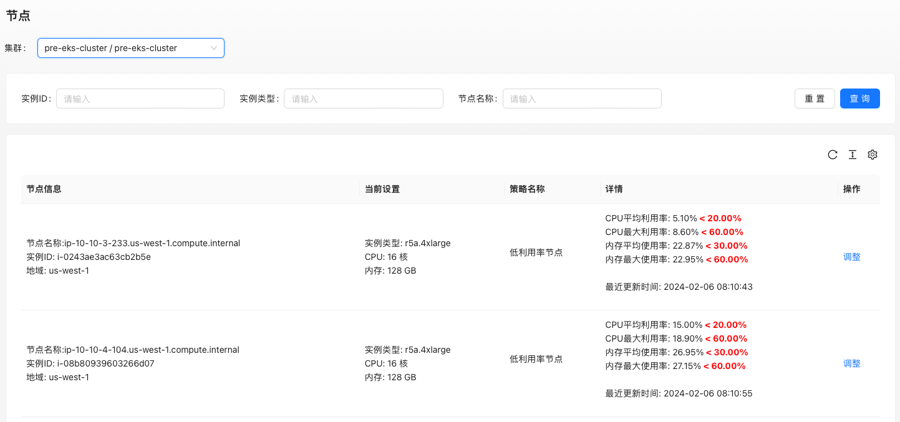 节点
集群： pre-eks-cluster / pre-eks-cluster
实例ID： 请输入 实例类型： 请输入 节点名称： 请输入 重 置 查 询
节点信息 当前设置 策略名称 详情 操作
节点名称:ip-10-10-3-233.us-west-1.compute.internal
实例ID: i-0243ae3ac63cb2b5e
地域: us-west-1
实例类型: r5a.4xlarge
CPU: 16 核
内存: 128 GB
低利用率节点
CPU平均利用率: 5.10% < 20.00%
CPU最大利用率: 8.60% < 60.00%
内存平均使用率: 22.87% < 30.00%
内存最大使用率: 22.95% < 60.00%
最近更新时间: 2024-02-06 08:10:43
调整
节点名称:ip-10-10-4-104.us-west-1.compute.internal
实例ID: i-08b80939603266d07
地域: us-west-1
实例类型: r5a.4xlarge
CPU: 16 核
内存: 128 GB
低利用率节点
CPU平均利用率: 15.00% < 20.00%
CPU最大利用率: 18.90% < 60.00%
内存平均使用率: 26.95% < 30.00%
内存最大使用率: 27.15% < 60.00%
最近更新时间: 2024-02-06 08:10:55
调整